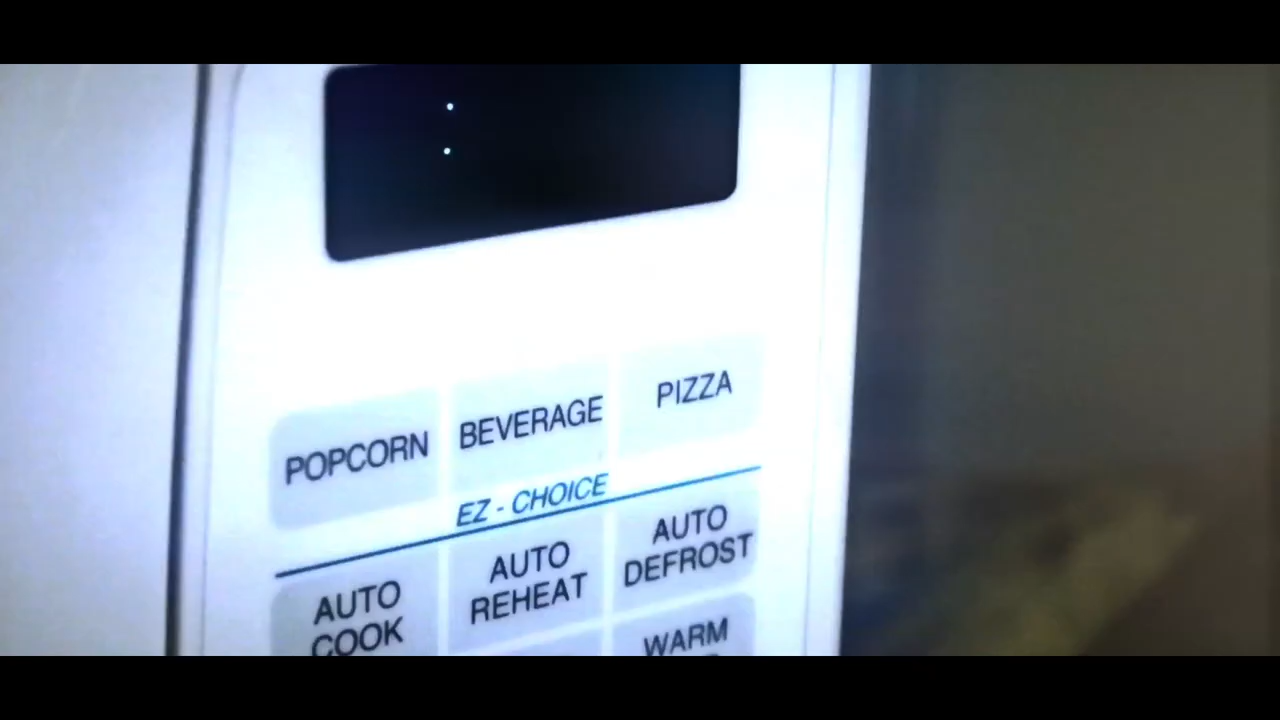 :
POPCORN
BEVERAGE
PIZZA
EZ - CHOICE
AUTO
COOK
AUTO
REHEAT
AUTO
DEFROST
WARM